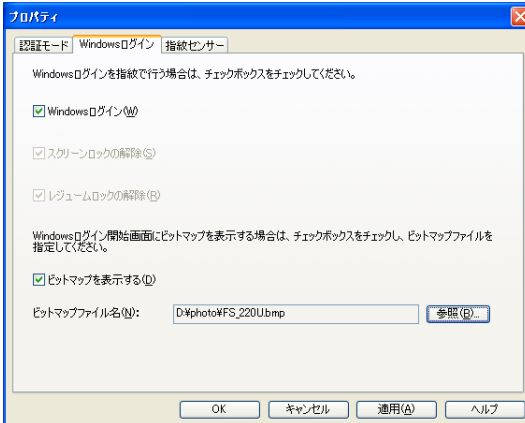 プロパティ
認証モード Windowsログイン 指紋センサー
Windowsログインを指紋で行う場合は、チェックボックスをチェックしてください。
Windowsログイン(W)
スクリーンロックの解除(S)
レジュームロックの解除(R)
Windowsログイン開始画面にビットマップを表示する場合は、チェックボックスをチェックし、ビットマップファイルを
指定してください。
ビットマップを表示する(D)
ビットマップファイル名(N): D:¥photo¥FS_220U.bmp 参照(B)...
OK キャンセル 適用(A) ヘルプ